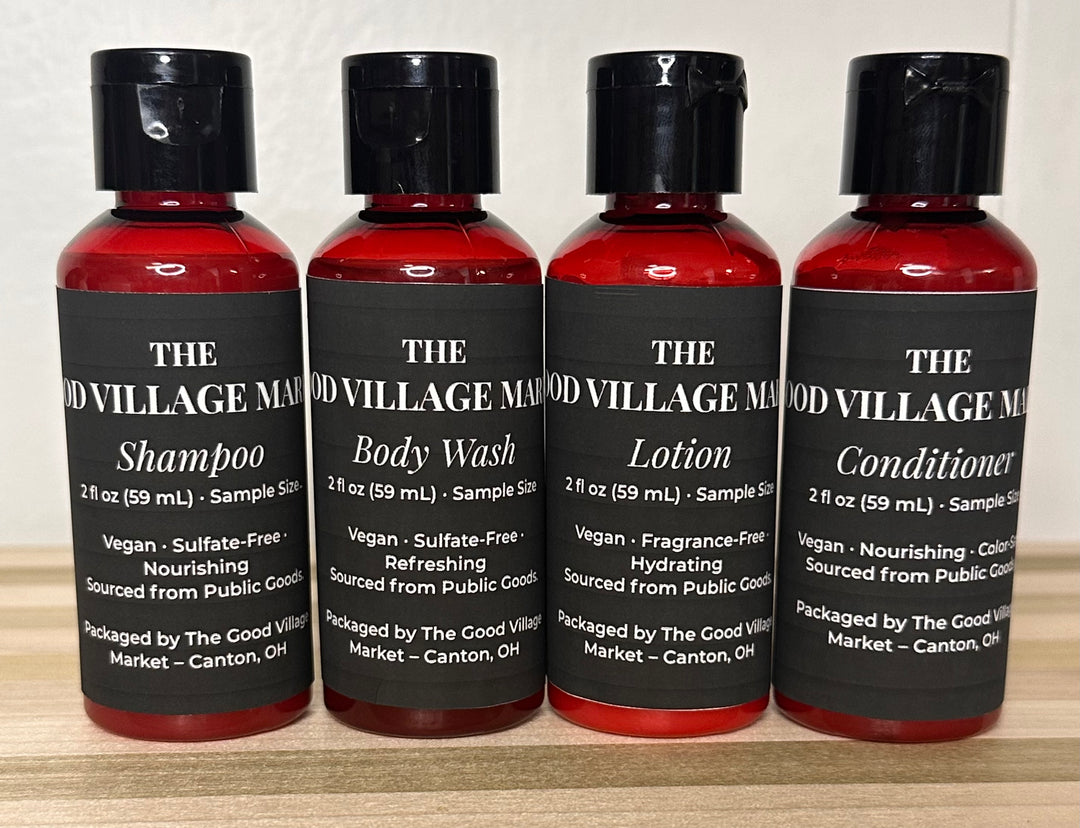 THE
OOD VILLAGE MAR
Shampoo
2 fl oz (59 mL) · Sample Size.
Vegan · Sulfate-Free ·
Nourishing
Sourced from Public Goods.
Packaged by The Good Village
Market – Canton, OH
THE
OOD VILLAGE MAR
Body Wash
2 fl oz (59 mL) · Sample Size
Vegan · Sulfate-Free ·
Refreshing
Sourced from Public Goods.
Packaged by The Good Village
Market – Canton, OH
THE
OOD VILLAGE MA
Lotion
2 fl oz (59 mL) · Sample Size
Vegan · Fragrance-Free ·
Hydrating
Sourced from Public Goods.
Packaged by The Good Village
Market – Canton, OH
THE
OOD VILLAGE MA
Conditioner
2 fl oz (59 mL) · Sample Size
Vegan · Nourishing · Color-S
Sourced from Public Goods
Packaged by The Good Villag
Market – Canton, OH